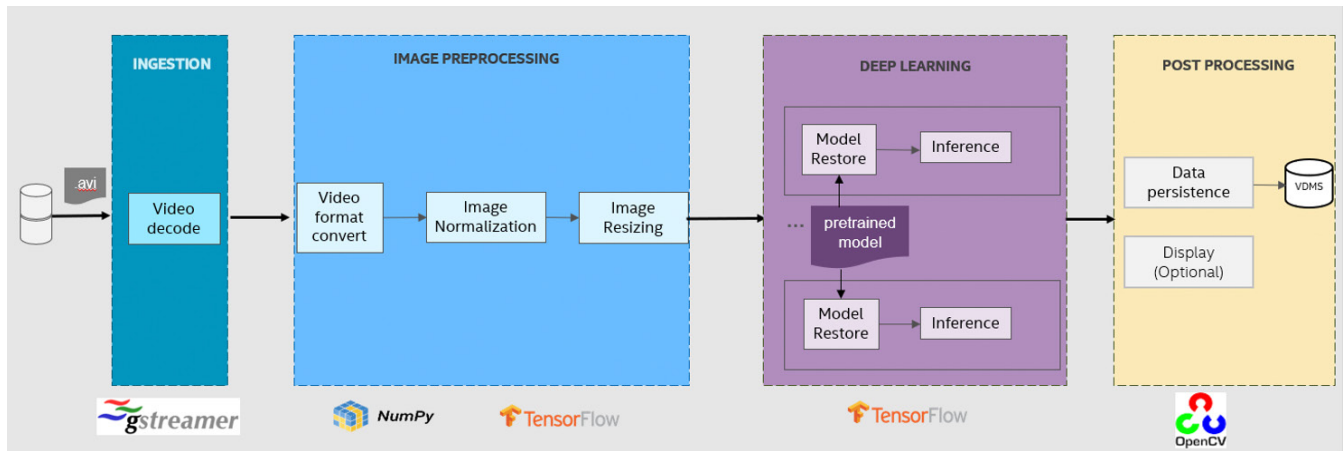 INGESTION
IMAGE PREPROCESSING
DEEP LEARNING
POST PROCESSING
.avi
Video
decode
Video
format
convert
Image
Normalization
Image
Resizing
Model
Restore
Inference
...
pretrained
model
Model
Restore
Inference
Data
persistence
VDMS
Display
(Optional)
gstreamer
NumPy
TensorFlow
TensorFlow
OpenCV